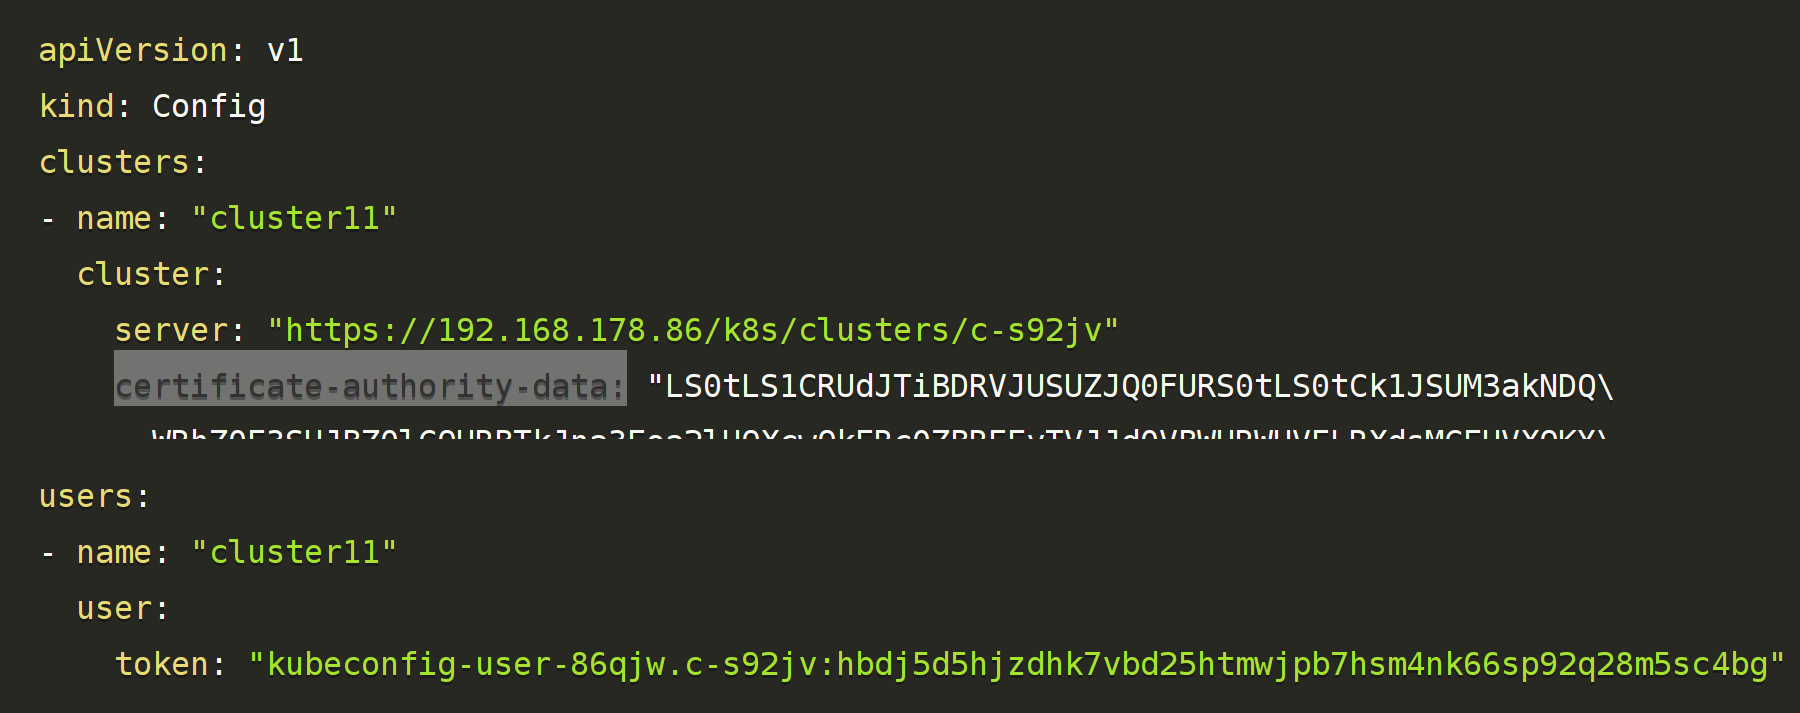 apiVersion: v1
kind: Config
clusters:
- name: "cluster11"
  cluster:
    server: "https://192.168.178.86/k8s/clusters/c-s92jv"
    certificate-authority-data: "LS0tLS1CRUdJTiBDRVJUSUZJQ0FURS0tLS0tCk1JSUM3akNDQ\
users:
- name: "cluster11"
  user:
    token: "kubeconfig-user-86qjw.c-s92jv:hbdj5d5hjzdhk7vbd25htmwjpb7hsm4nk66sp92q28m5sc4bg"